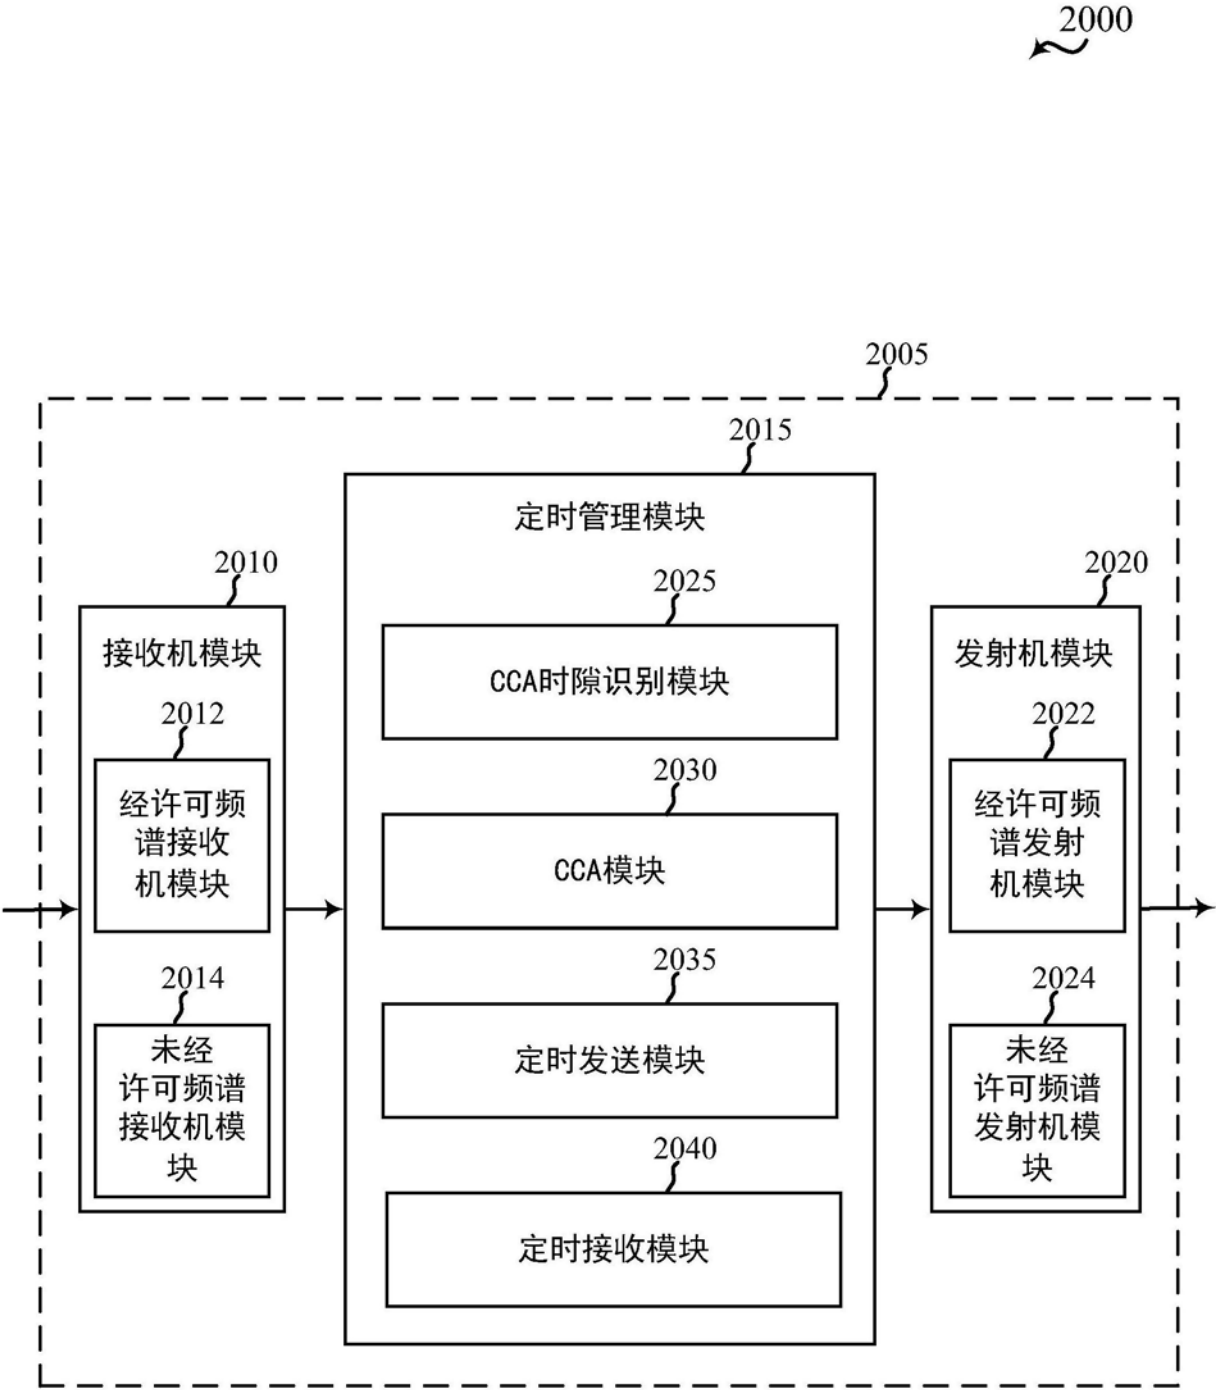 2000
2005
2015
定时管理模块
2010
接收机模块
2012
经许可频
谱接收
机模块
2014
未经
许可频谱
接收机模
块
2025
CCA时隙识别模块
2030
CCA模块
2035
定时发送模块
2040
定时接收模块
2020
发射机模块
2022
经许可频
谱发射
机模块
2024
未经
许可频谱
发射机模
块